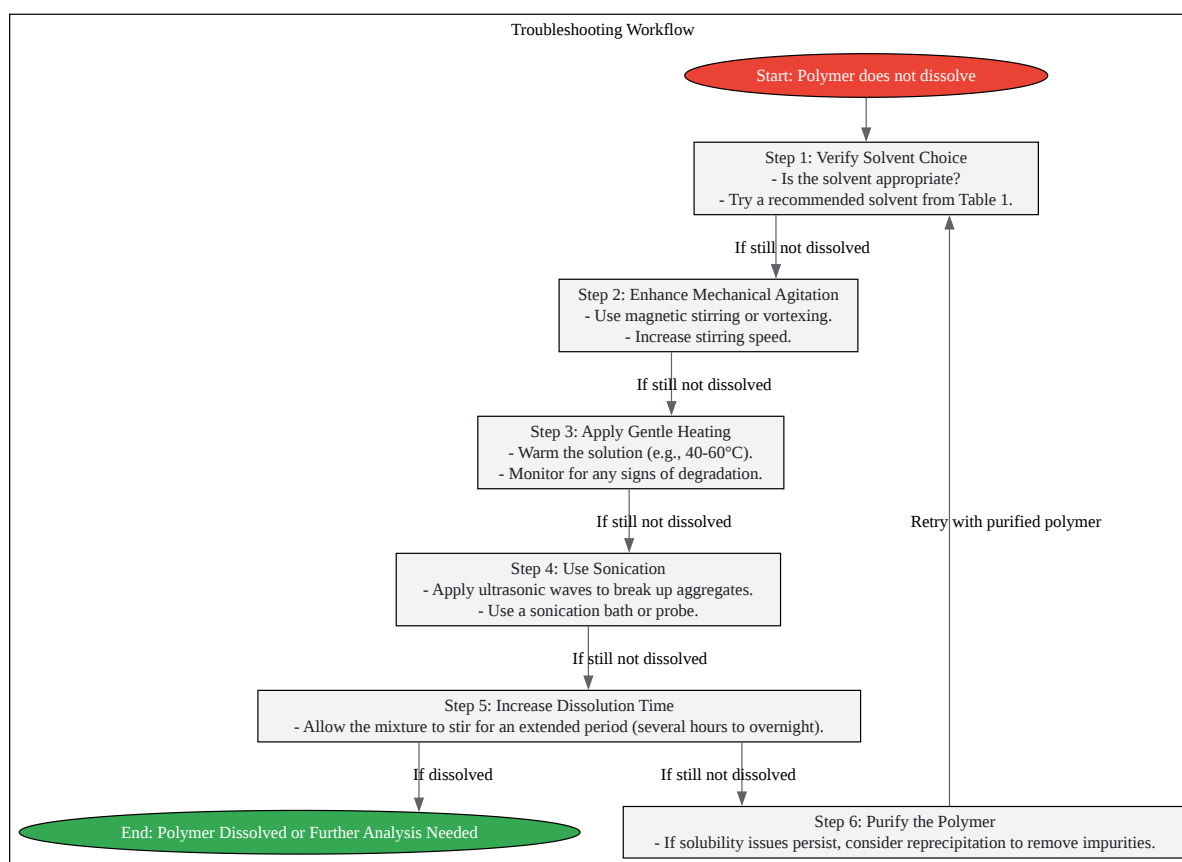 Troubleshooting Workflow
Start: Polymer does not dissolve
Step 1: Verify Solvent Choice
- Is the solvent appropriate?
- Try a recommended solvent from Table 1.
If still not dissolved
Step 2: Enhance Mechanical Agitation
- Use magnetic stirring or vortexing.
- Increase stirring speed.
If still not dissolved
Step 3: Apply Gentle Heating
- Warm the solution (e.g., 40-60°C).
- Monitor for any signs of degradation.
If still not dissolved
Retry with purified polymer
Step 4: Use Sonication
- Apply ultrasonic waves to break up aggregates.
- Use a sonication bath or probe.
If still not dissolved
Step 5: Increase Dissolution Time
- Allow the mixture to stir for an extended period (several hours to overnight).
If dissolved
If still not dissolved
End: Polymer Dissolved or Further Analysis Needed
Step 6: Purify the Polymer
- If solubility issues persist, consider reprecipitation to remove impurities.